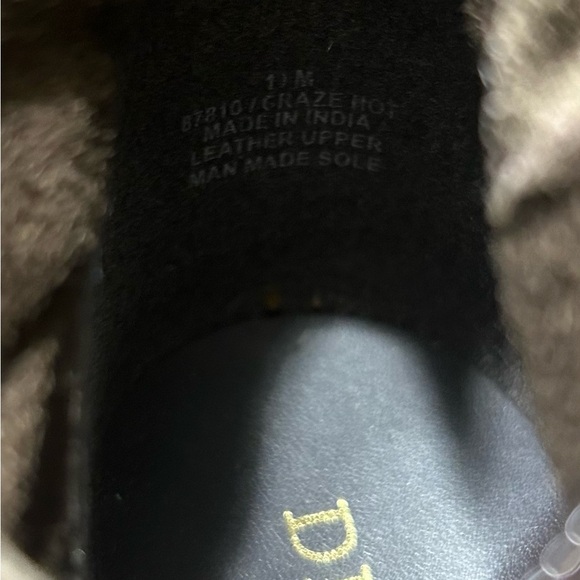 11 M
87810 / CRAZE HOT
MADE IN INDIA
LEATHER UPPER
MAN MADE SOLE
D